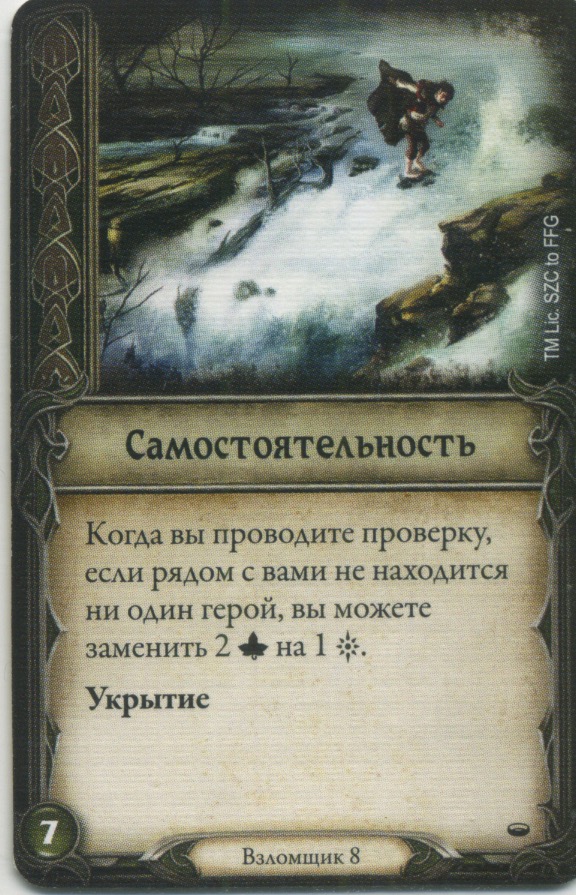 TM Lic. SZC to FFG
Самостоятельность
Когда вы проводите проверку,
если рядом с вами не находится
ни один герой, вы можете
заменить 2 на 1 .
Укрытие
7
Взломщик 8